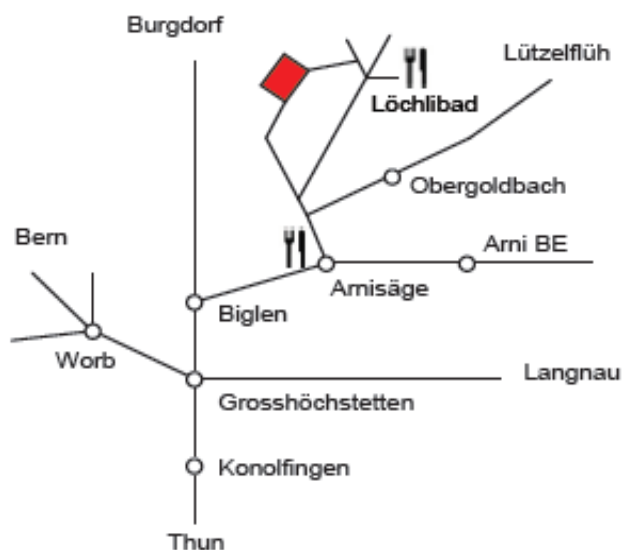 Burgdorf
Lützelflüh
Löchlibad
Obergoldbach
Bern
Arni BE
Arnisäge
Biglen
Worb
Langnau
Grosshöchstetten
Konolfingen
Thun